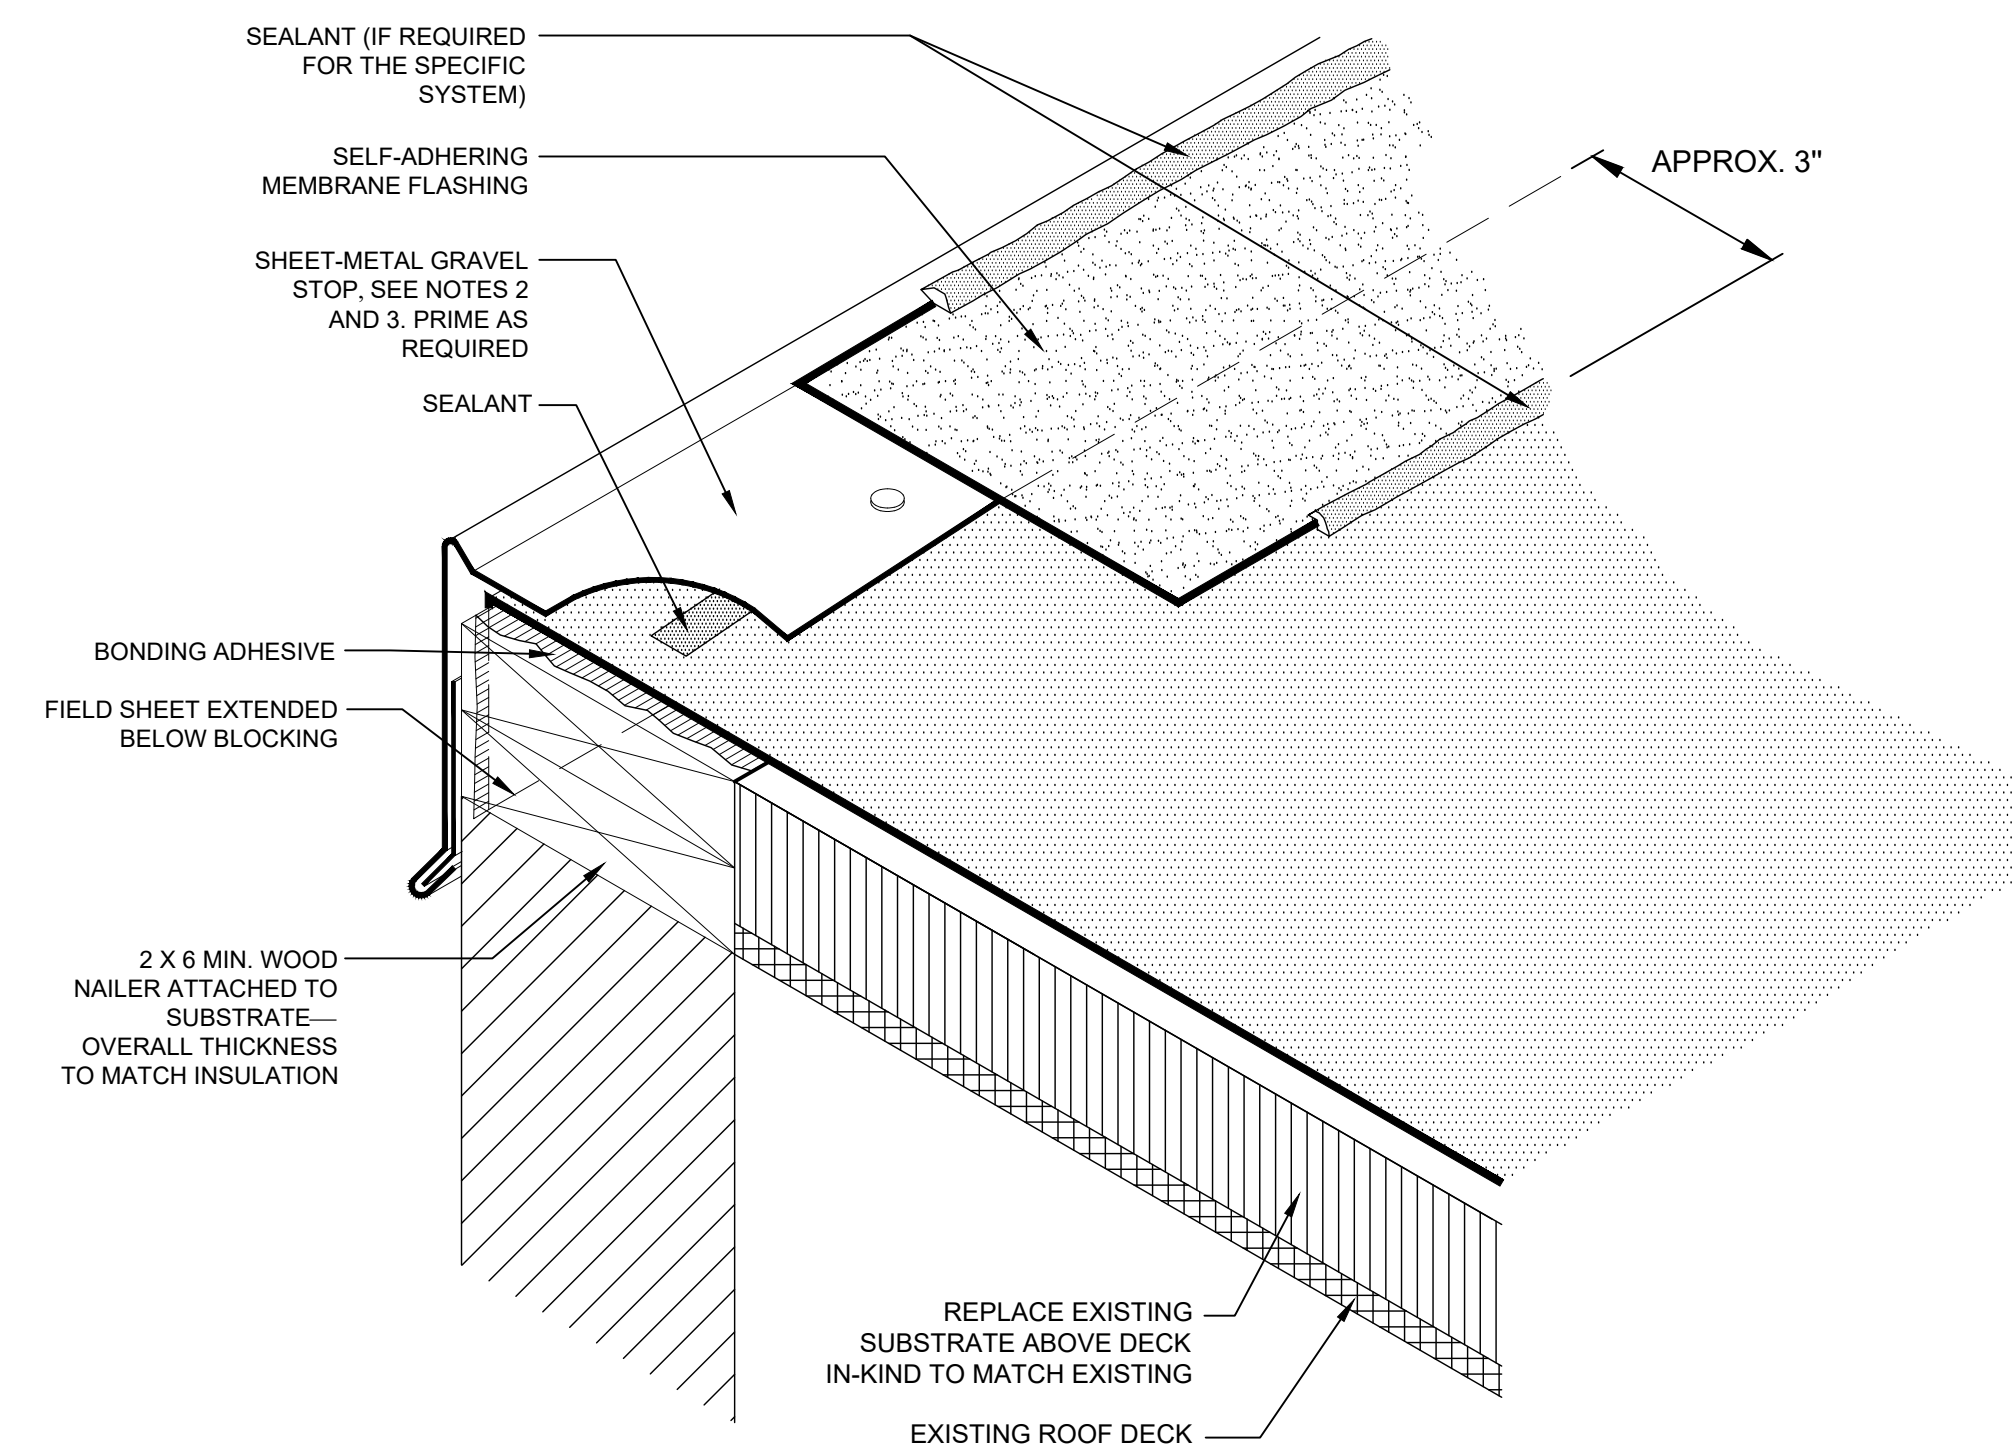 SEALANT (IF REQUIRED
FOR THE SPECIFIC
SYSTEM)
SELF-ADHERING
MEMBRANE FLASHING
APPROX. 3"
SHEET-METAL GRAVEL
STOP, SEE NOTES 2
AND 3. PRIME AS
REQUIRED
SEALANT
BONDING ADHESIVE
FIELD SHEET EXTENDED
BELOW BLOCKING
2 X 6 MIN. WOOD
NAILER ATTACHED TO
SUBSTRATE—
OVERALL THICKNESS
TO MATCH INSULATION
REPLACE EXISTING
SUBSTRATE ABOVE DECK
IN-KIND TO MATCH EXISTING
EXISTING ROOF DECK